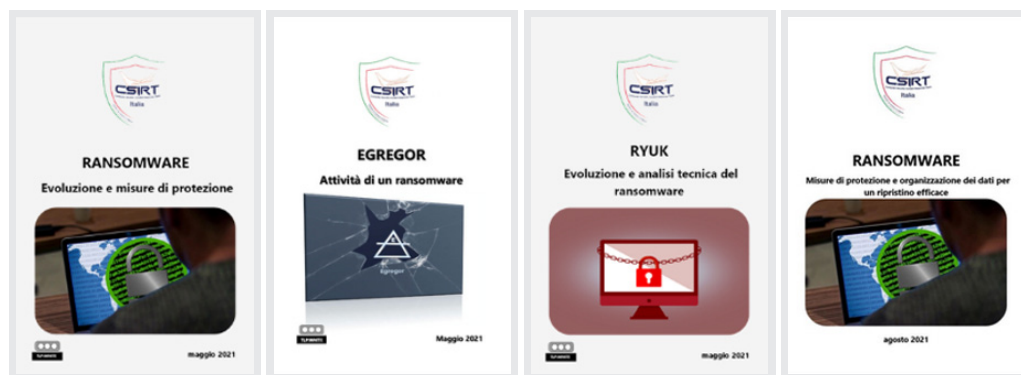 CSIRT
Italia
RANSOMWARE
Evoluzione e misure di protezione
maggio 2021
CSIRT
Italia
EGREGOR
Attività di un ransomware
Egregor
Maggio 2021
CSIRT
Italia
RYUK
Evoluzione e analisi tecnica del
ransomware
maggio 2021
CSIRT
Italia
RANSOMWARE
Misure di protezione e organizzazione dei dati per
un ripristino efficace
agosto 2021